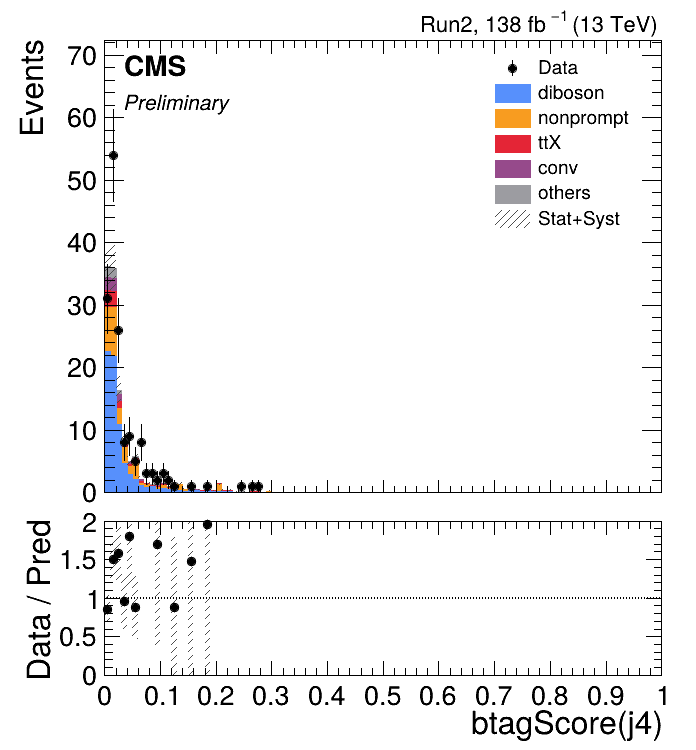 Run2, 138 fb⁻¹ (13 TeV)
CMS
Preliminary
Events
70
60
50
40
30
20
10
0
Data
diboson
nonprompt
ttX
conv
others
Stat+Syst
Data / Pred
2
1.5
1
0.5
0
0 0.1 0.2 0.3 0.4 0.5 0.6 0.7 0.8 0.9 1
btagScore(j4)